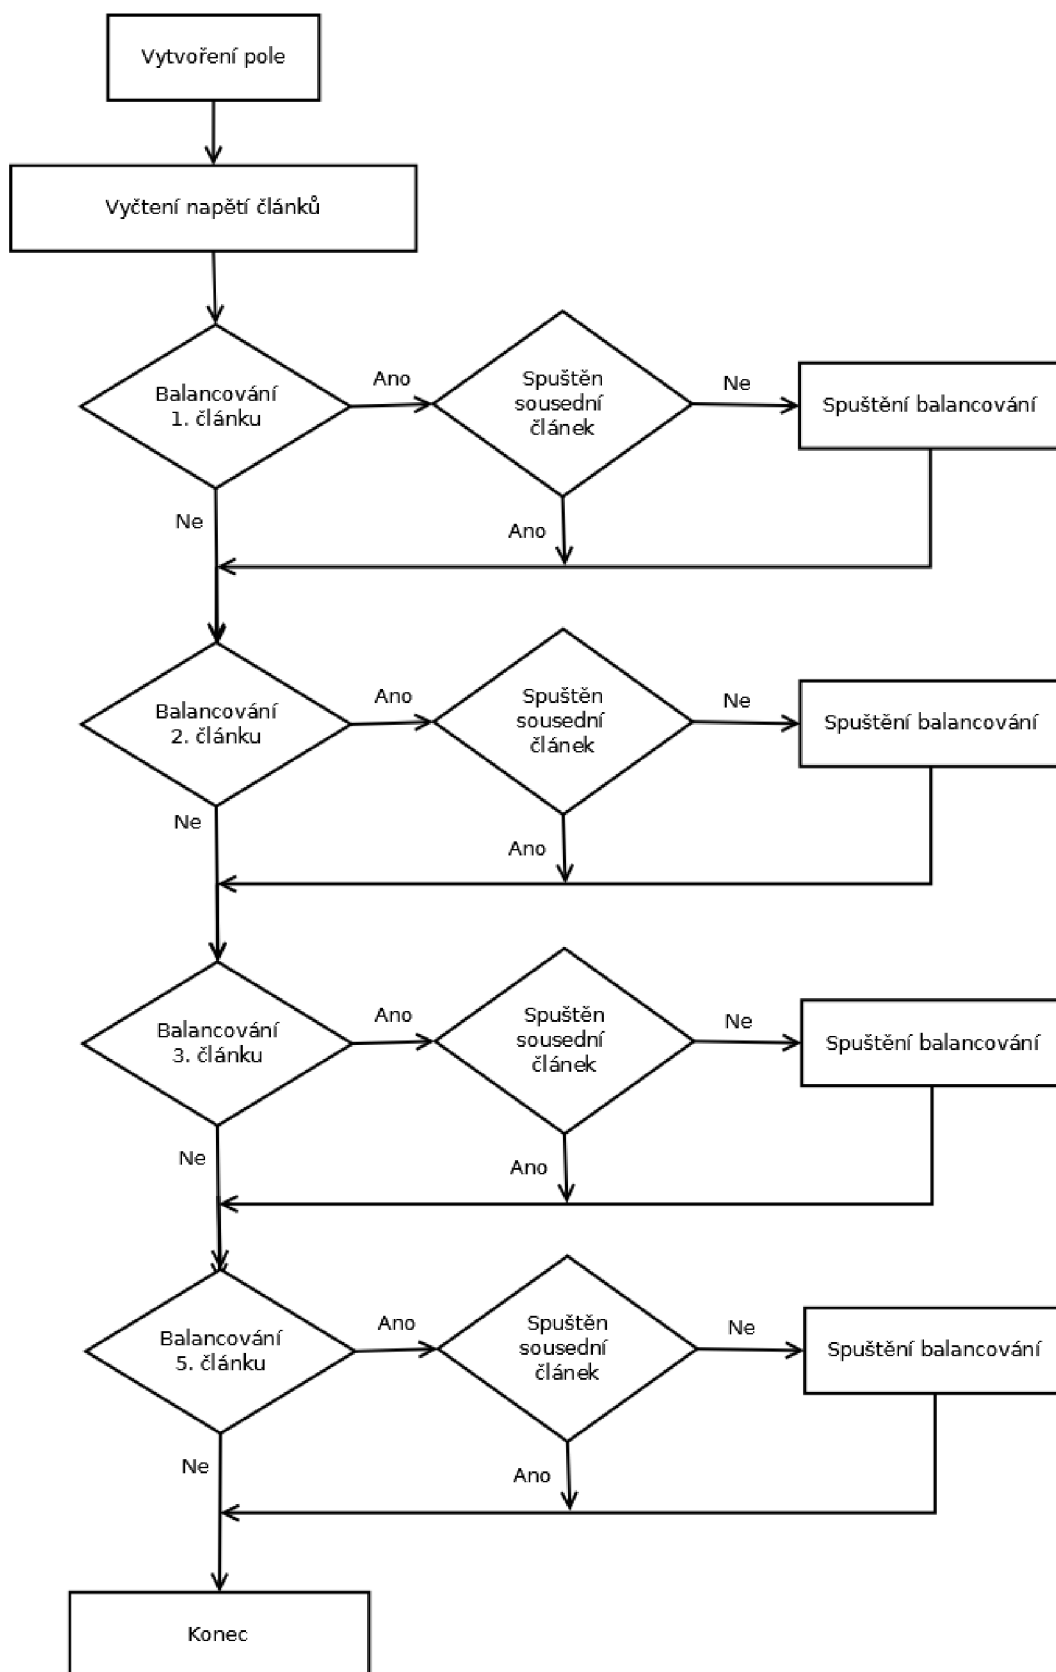 Vytvoření pole
Vyčtení napětí článků
Balancování
1. článku
Ano
Spuštěn
sousední
článek
Ne
Spuštění balancování
Ne
Ano
Balancování
2. článku
Ano
Spuštěn
sousední
článek
Ne
Spuštění balancování
Ne
Ano
Balancování
3. článku
Ano
Spuštěn
sousední
článek
Ne
Spuštění balancování
Ne
Ano
Balancování
5. článku
Ano
Spuštěn
sousední
článek
Ne
Spuštění balancování
Ne
Ano
Konec